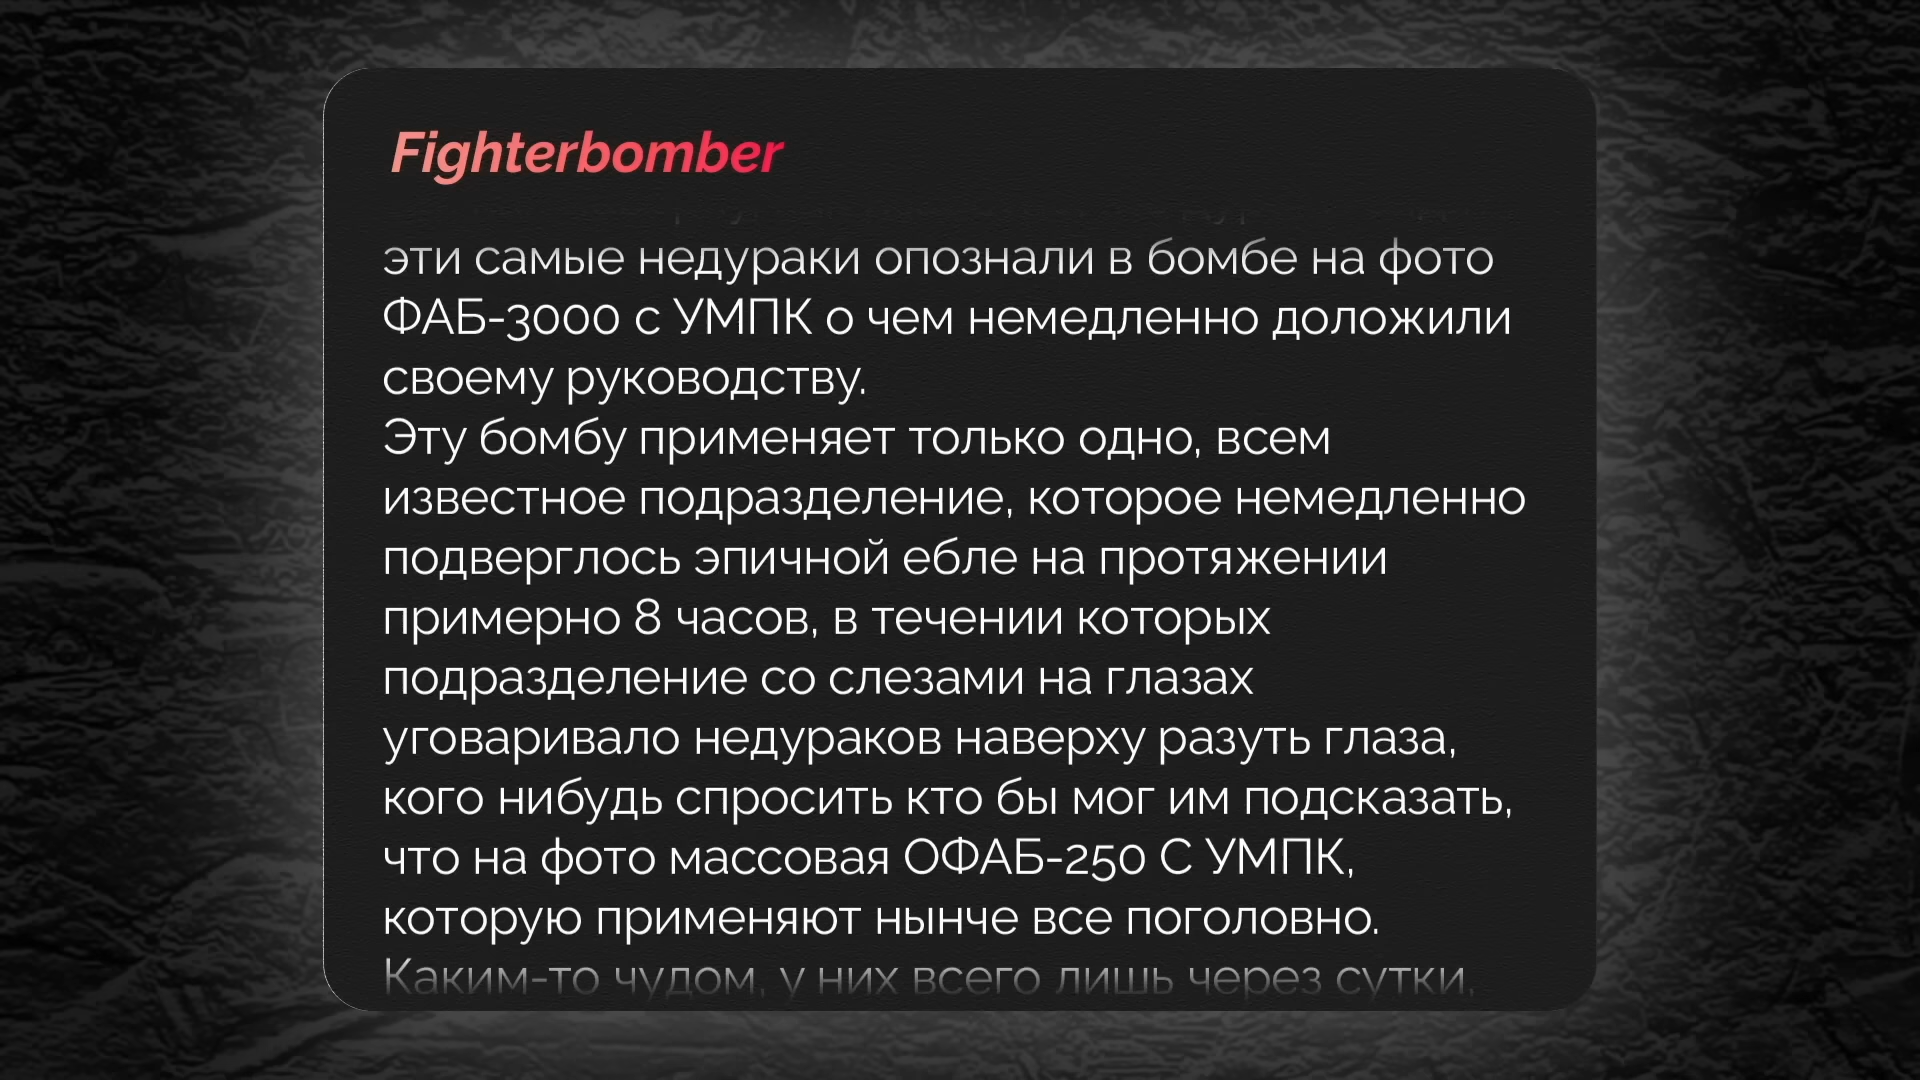 Fighterbomber
эти самые недураки опознали в бомбе на фото
ФАБ-3000 с УМПК о чем немедленно доложили
своему руководству.
Эту бомбу применяет только одно, всем
известное подразделение, которое немедленно
подверглось эпичной ебле на протяжении
примерно 8 часов, в течении которых
подразделение со слезами на глазах
уговаривало недураков наверху разуть глаза,
кого нибудь спросить кто бы мог им подсказать,
что на фото массовая ОФАБ-250 С УМПК,
которую применяют нынче все поголовно.
Каким-то чудом, у них всего лишь через сутки,